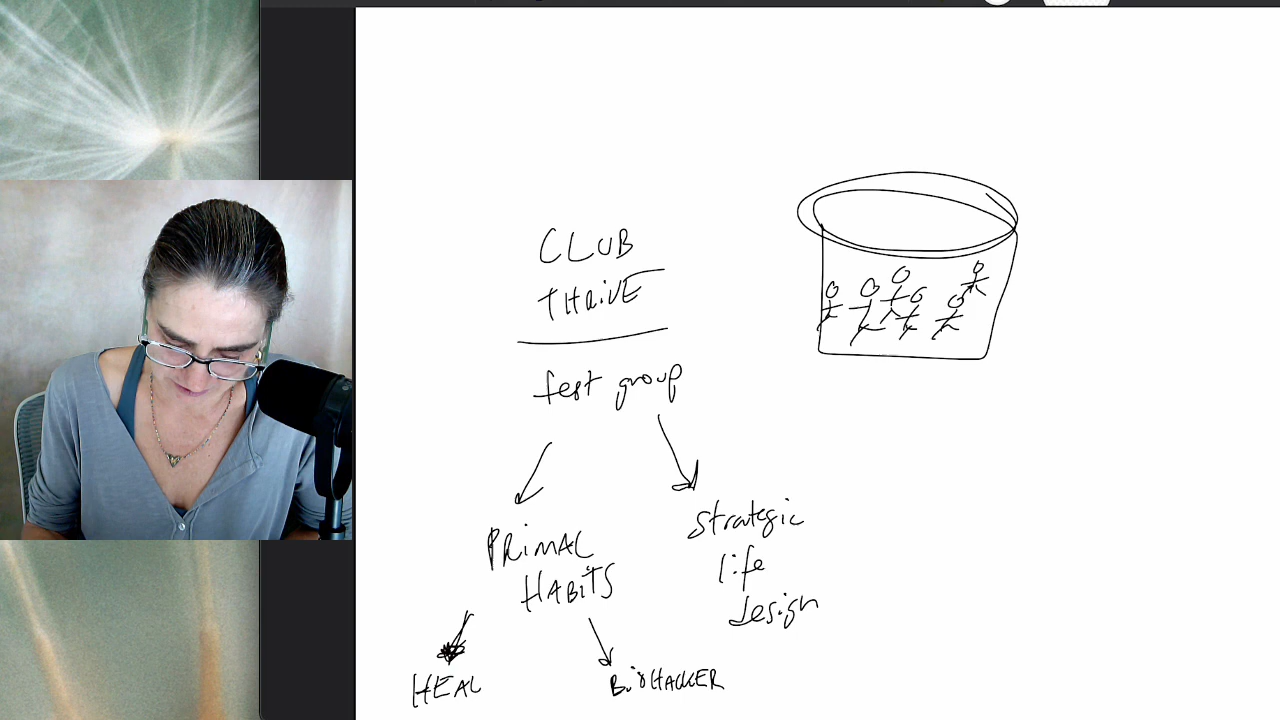 CLUB
THRIVE
test group
PRIMAL
HABITS
strategic
life
design
HEAL
BIOHACKER